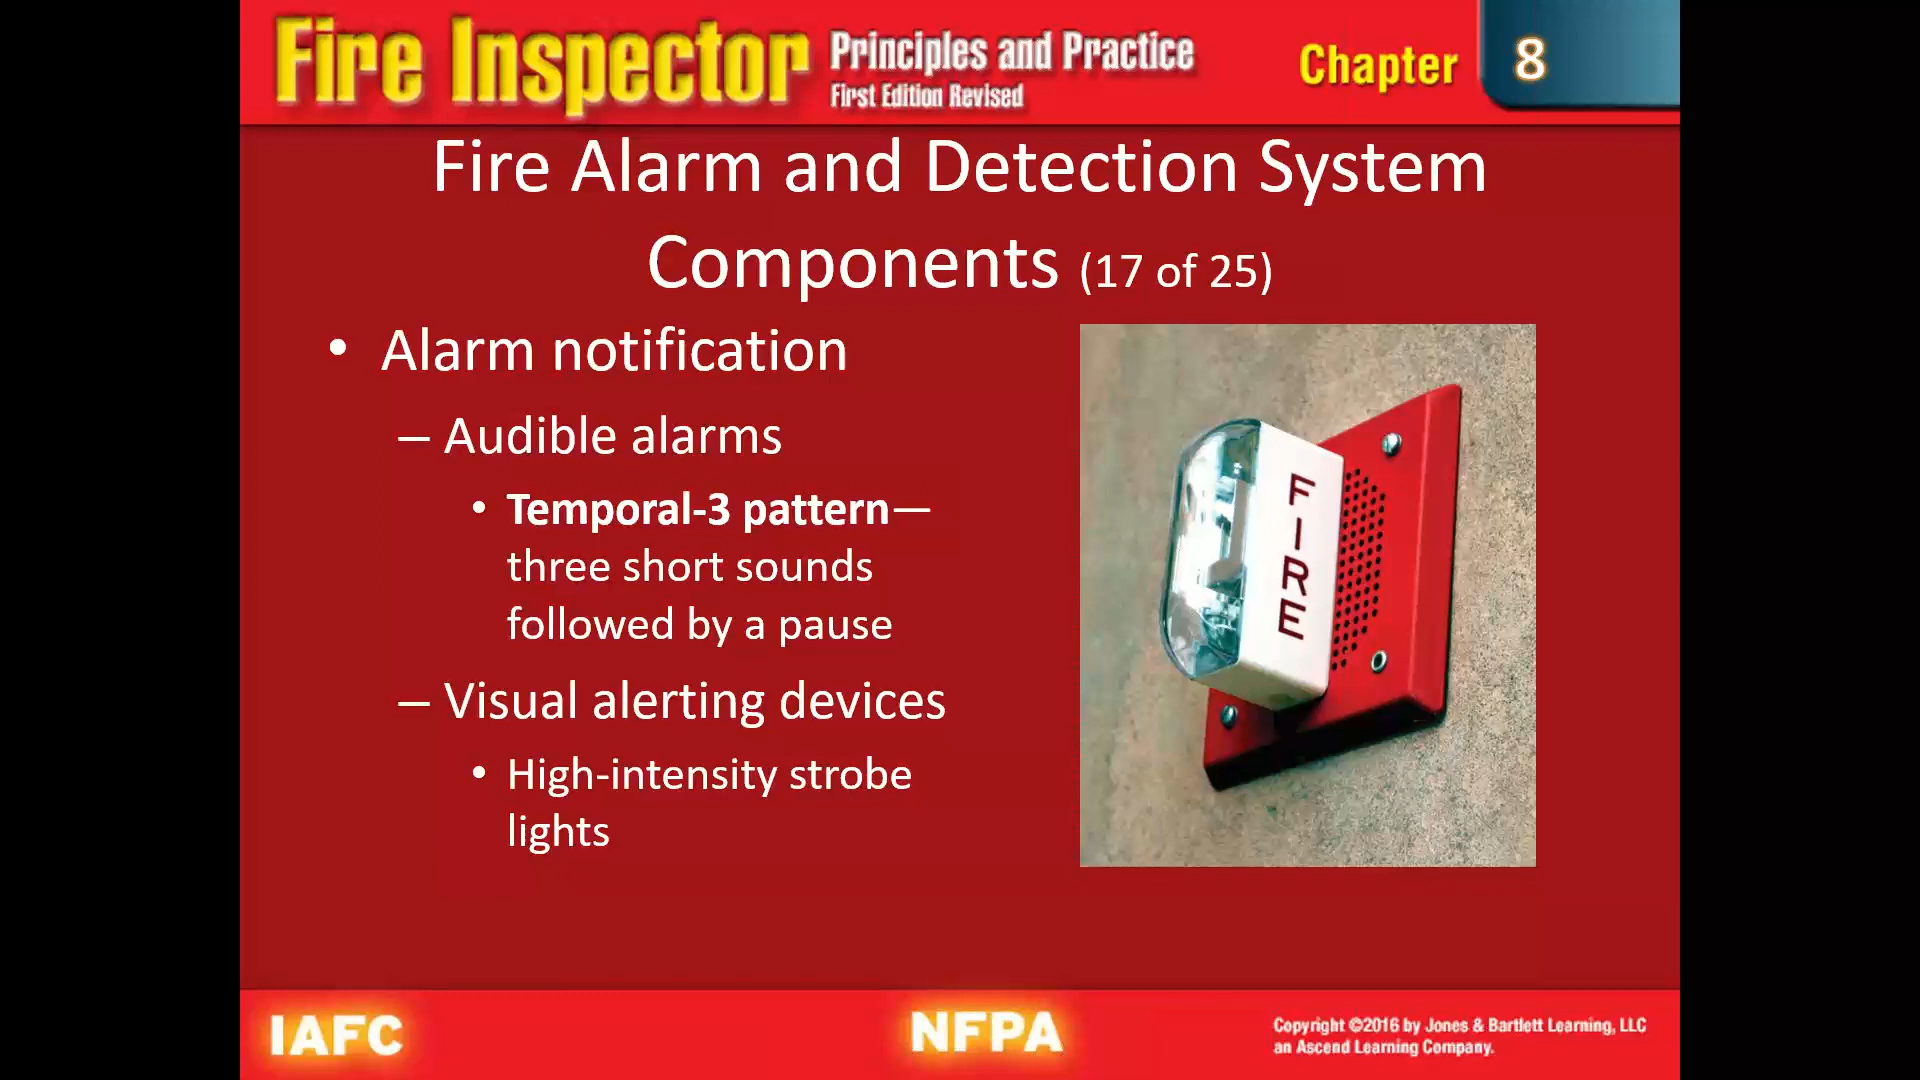 Fire Inspector Principles and Practice
First Edition Revised
Chapter 8
Fire Alarm and Detection System
Components (17 of 25)
• Alarm notification
– Audible alarms
• Temporal-3 pattern—
three short sounds
followed by a pause
– Visual alerting devices
• High-intensity strobe
lights
FIRE
IAFC
NFPA
Copyright ©2016 by Jones & Bartlett Learning, LLC
an Ascend Learning Company.